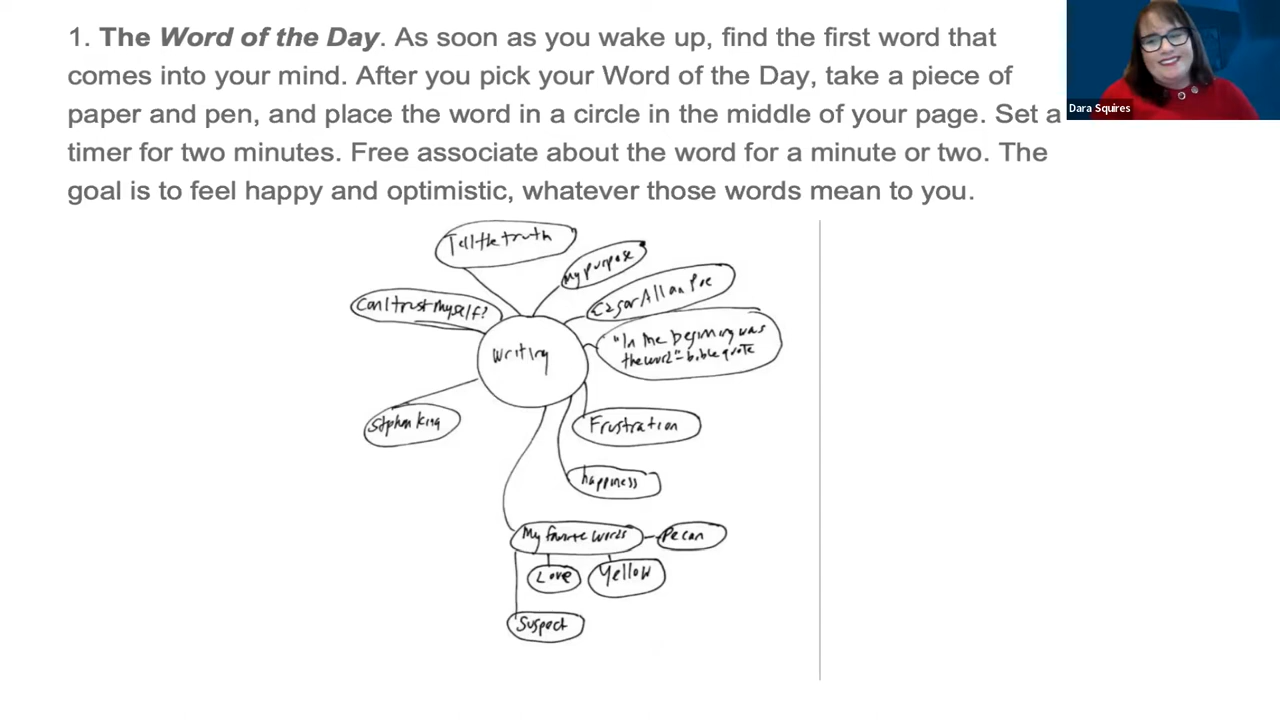 1. The Word of the Day. As soon as you wake up, find the first word that
comes into your mind. After you pick your Word of the Day, take a piece of
paper and pen, and place the word in a circle in the middle of your page. Set a
timer for two minutes. Free associate about the word for a minute or two. The
goal is to feel happy and optimistic, whatever those words mean to you.
Dara Squires
Tell the truth
My purpose
Edgar Allan Poe
Can I trust myself?
"In the beginning was
the word" - bible quote
Writing
Stephen King
Frustration
happiness
My favorite words
Pecan
Love
Yellow
Suspect